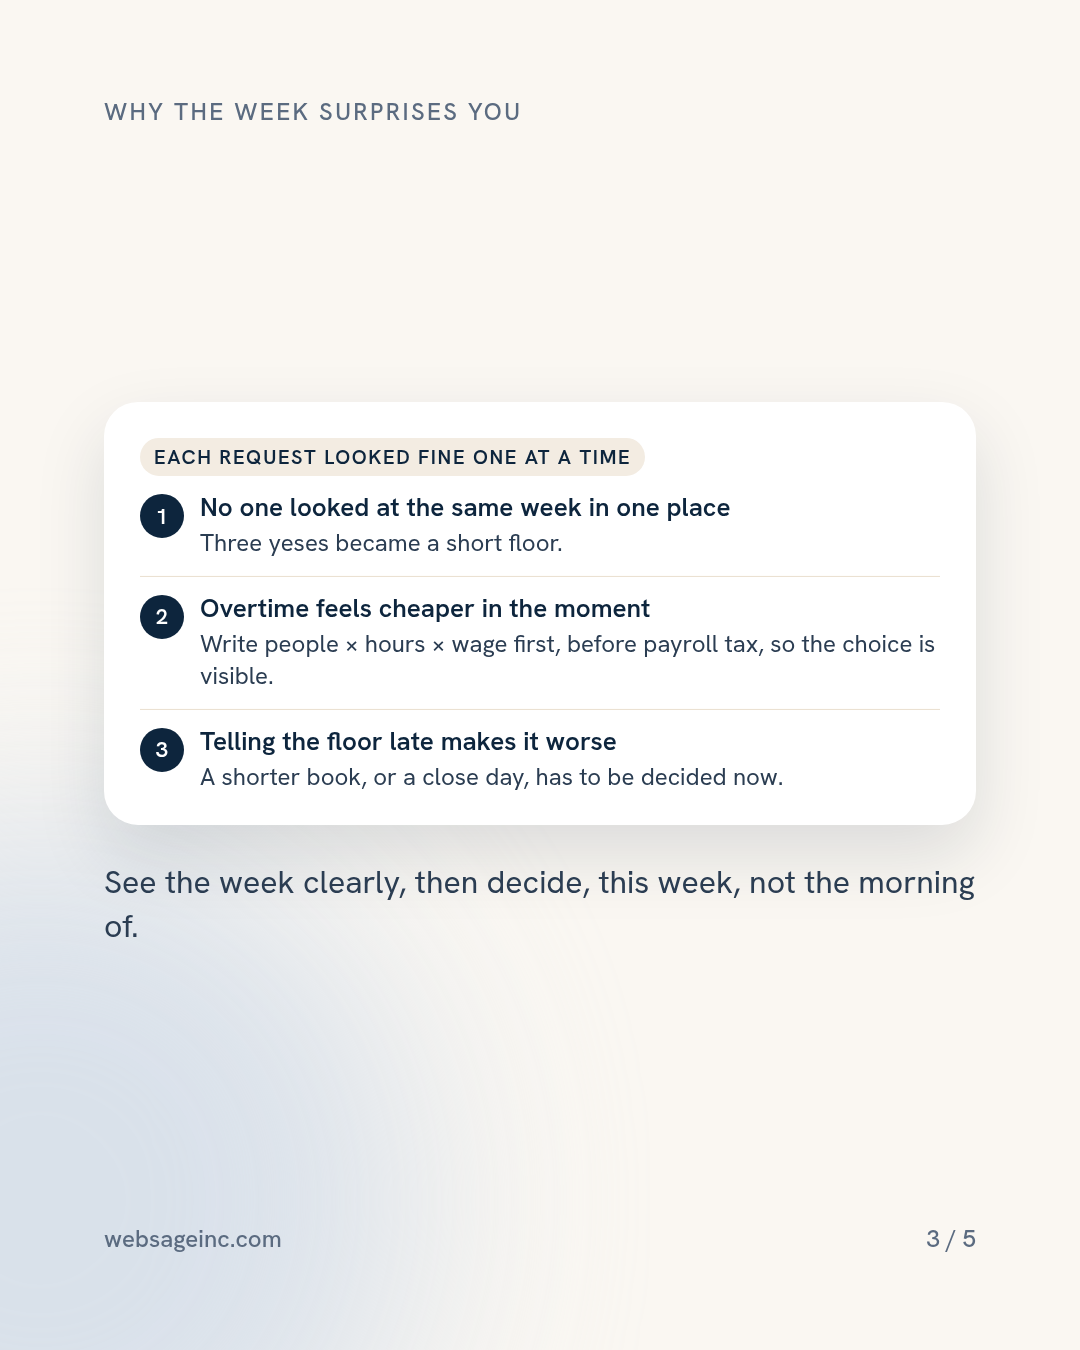 WHY THE WEEK SURPRISES YOU
EACH REQUEST LOOKED FINE ONE AT A TIME
1
No one looked at the same week in one place
Three yeses became a short floor.
2
Overtime feels cheaper in the moment
Write people × hours × wage first, before payroll tax, so the choice is
visible.
3
Telling the floor late makes it worse
A shorter book, or a close day, has to be decided now.
See the week clearly, then decide, this week, not the morning
of.
websageinc.com
3 / 5